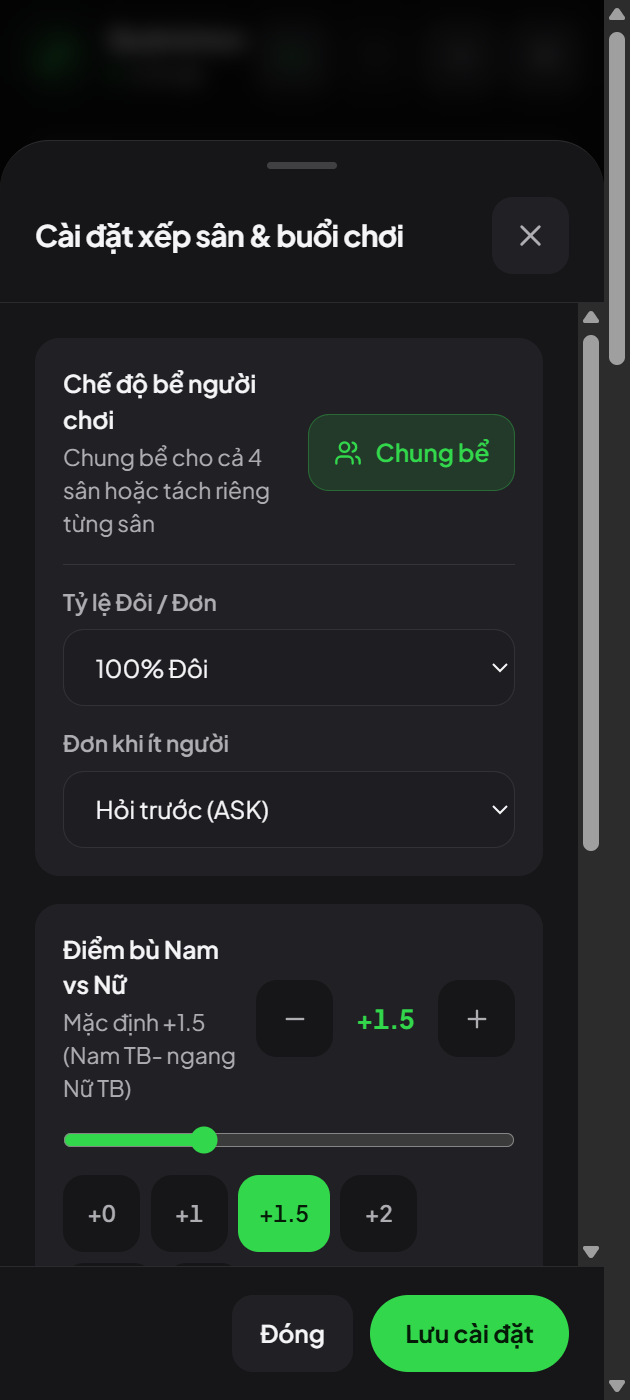 Cài đặt xếp sân & buổi chơi
Chế độ bể người
chơi
Chung bể cho cả 4
sân hoặc tách riêng
từng sân
Chung bể
Tỷ lệ Đôi / Đơn
100% Đôi
Đơn khi ít người
Hỏi trước (ASK)
Điểm bù Nam
vs Nữ
Mặc định +1.5
(Nam TB- ngang
Nữ TB)
+1.5
+0
+1
+1.5
+2
Đóng
Lưu cài đặt